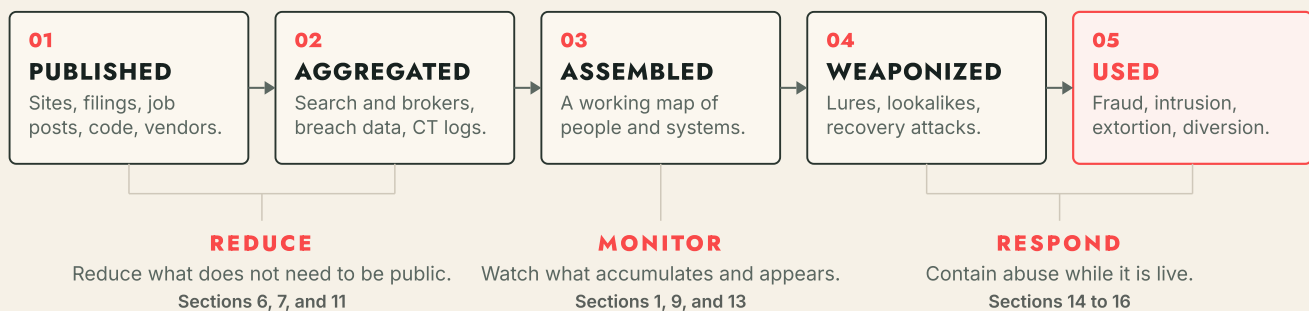 01
PUBLISHED
Sites, filings, job
posts, code, vendors.
02
AGGREGATED
Search and brokers,
breach data, CT logs.
03
ASSEMBLED
A working map of
people and systems.
04
WEAPONIZED
Lures, lookalikes,
recovery attacks.
05
USED
Fraud, intrusion,
extortion, diversion.
REDUCE
Reduce what does not need to be public.
Sections 6, 7, and 11
MONITOR
Watch what accumulates and appears.
Sections 1, 9, and 13
RESPOND
Contain abuse while it is live.
Sections 14 to 16